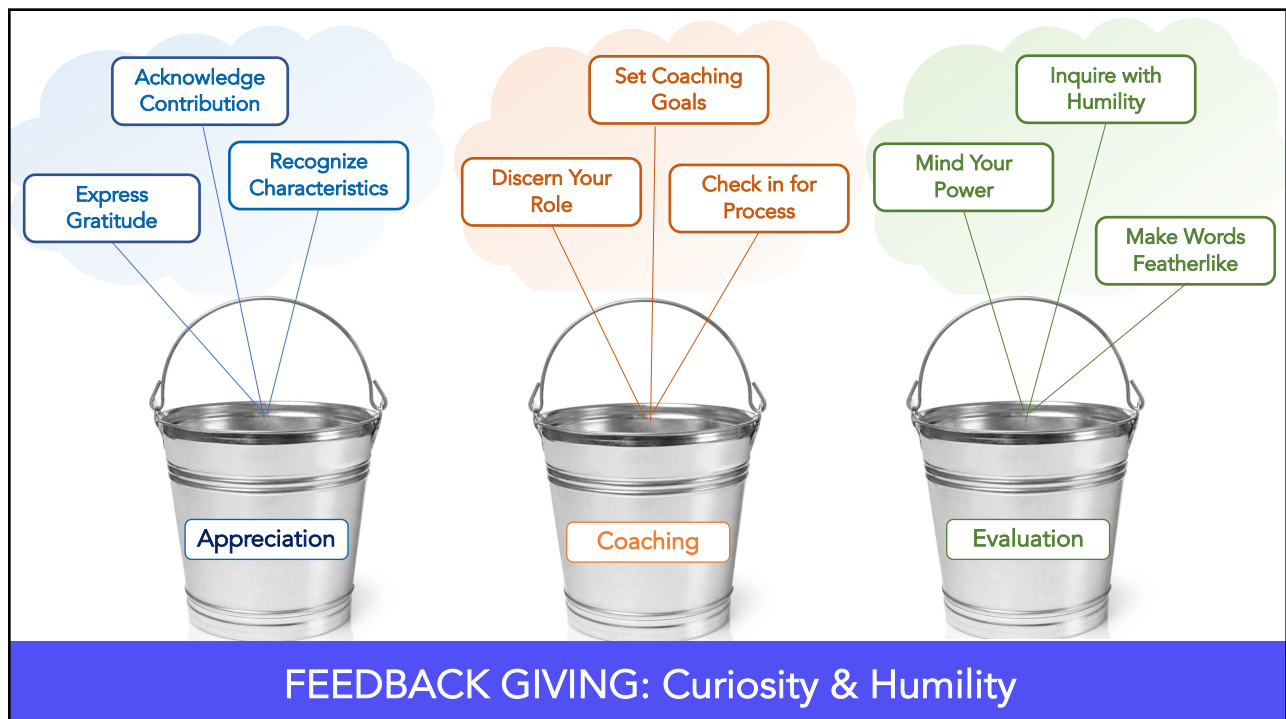 Acknowledge
Contribution
Recognize
Characteristics
Express
Gratitude
Appreciation
Set Coaching
Goals
Discern Your
Role
Check in for
Process
Coaching
Inquire with
Humility
Mind Your
Power
Make Words
Featherlike
Evaluation
FEEDBACK GIVING: Curiosity & Humility